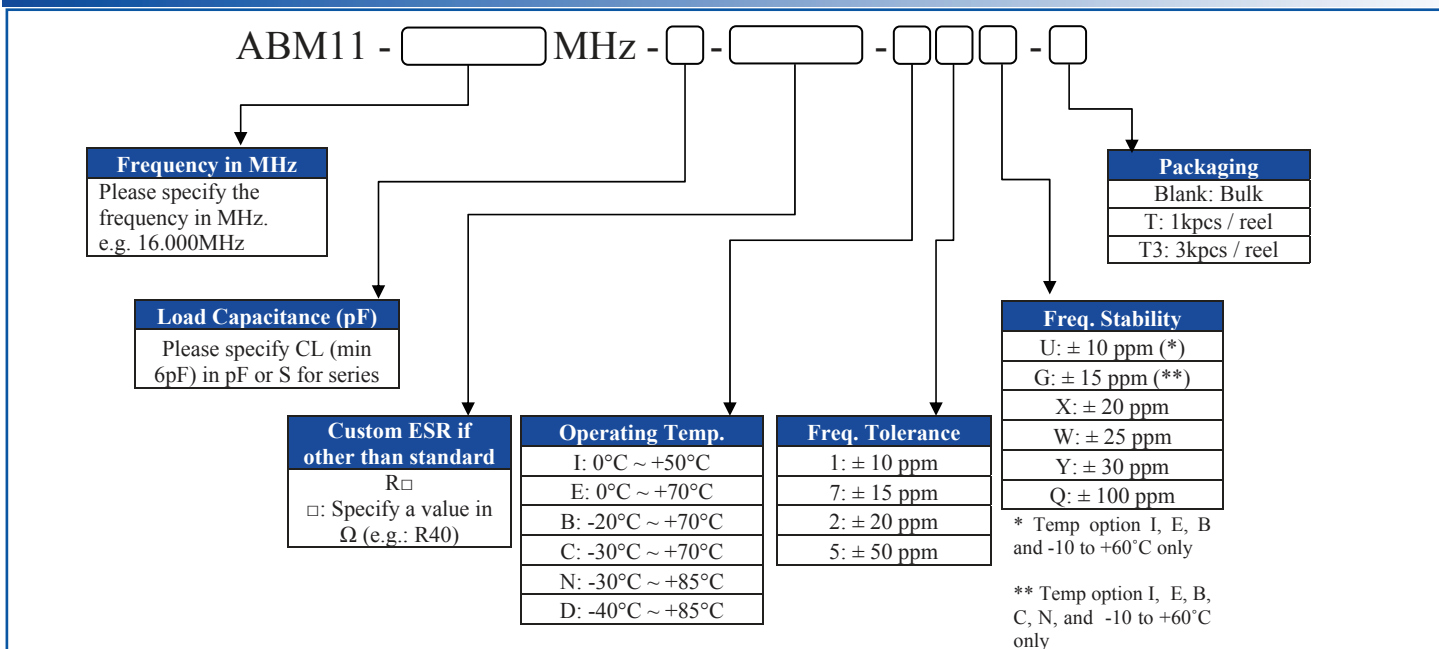 ABM11 - MHz - - - -
Frequency in MHz
Please specify the
frequency in MHz.
e.g. 16.000MHz
Load Capacitance (pF)
Please specify CL (min
6pF) in pF or S for series
Custom ESR if
other than standard
R□
□: Specify a value in
Ω (e.g.: R40)
Operating Temp.
I: 0°C ~ +50°C
E: 0°C ~ +70°C
B: -20°C ~ +70°C
C: -30°C ~ +70°C
N: -30°C ~ +85°C
D: -40°C ~ +85°C
Freq. Tolerance
1: ± 10 ppm
7: ± 15 ppm
2: ± 20 ppm
5: ± 50 ppm
Freq. Stability
U: ± 10 ppm (*)
G: ± 15 ppm (**)
X: ± 20 ppm
W: ± 25 ppm
Y: ± 30 ppm
Q: ± 100 ppm
* Temp option I, E, B
and -10 to +60˚C only
** Temp option I, E, B,
C, N, and -10 to +60˚C
only
Packaging
Blank: Bulk
T: 1kpcs / reel
T3: 3kpcs / reel